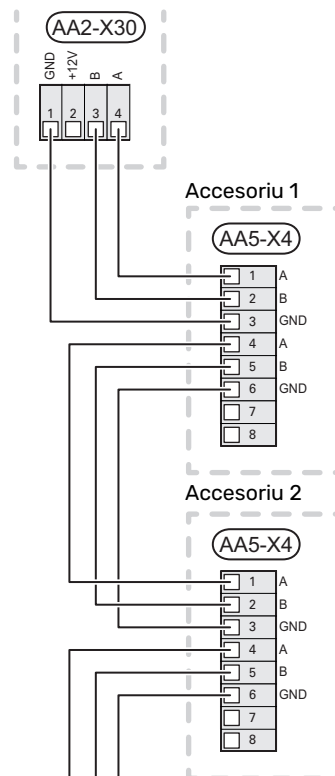 AA2-X30
GND +12V B A
1 2 3 4
Accesoriu 1
AA5-X4
1 A
2 B
3 GND
4 A
5 B
6 GND
7
8
Accesoriu 2
AA5-X4
1 A
2 B
3 GND
4 A
5 B
6 GND
7
8